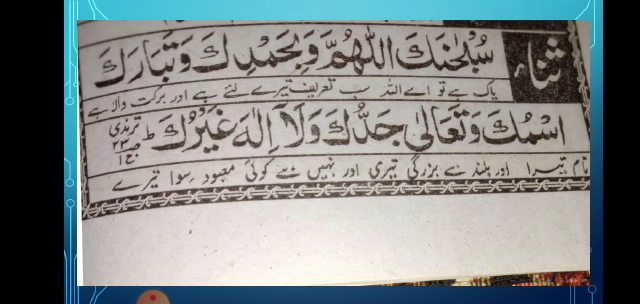 ثناء
سُبْحٰنَكَ اللّٰهُمَّ وَبِحَمْدِكَ وَتَبَارَكَ
پاک ہے تو اے اللہ سب تعریف تیرے لئے ہے اور برکت والا ہے
اسْمُكَ وَتَعَالٰى جَدُّكَ وَلَآ اِلٰهَ غَيْرُكَ ط ترمذی
نام تیرا اور بلند ہے بزرگی تیری اور نہیں ہے کوئی معبود سوا تیرے